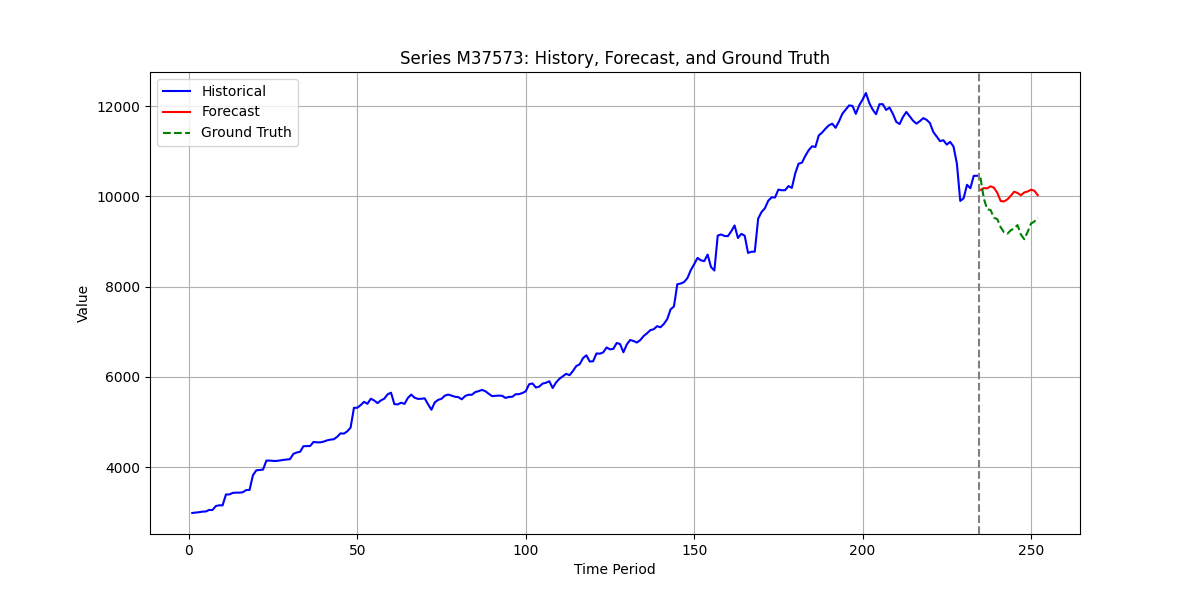 Series M37573: History, Forecast, and Ground Truth
Historical
Forecast
Ground Truth
12000
10000
8000
6000
4000
Value
0 50 100 150 200 250
Time Period